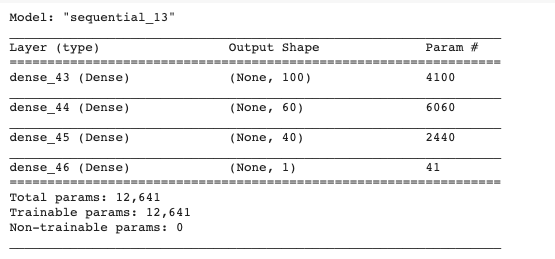 Model: "sequential_13"
Layer (type) Output Shape Param #
dense_43 (Dense) (None, 100) 4100
dense_44 (Dense) (None, 60) 6060
dense_45 (Dense) (None, 40) 2440
dense_46 (Dense) (None, 1) 41
Total params: 12,641
Trainable params: 12,641
Non-trainable params: 0